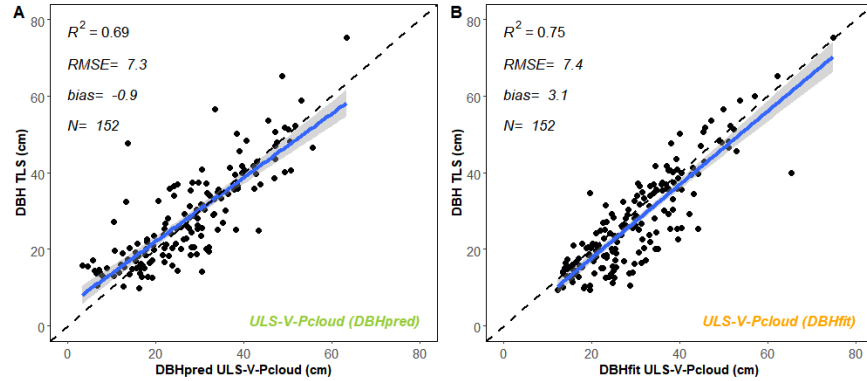 A
R² = 0.69
RMSE= 7.3
bias= -0.9
N= 152
80
60
40
20
0
DBH TLS (cm)
ULS-V-Pcloud (DBHpred)
0 20 40 60 80
DBHpred ULS-V-Pcloud (cm)
B
R² = 0.75
RMSE= 7.4
bias= 3.1
N= 152
80
60
40
20
0
DBH TLS (cm)
ULS-V-Pcloud (DBHfit)
0 20 40 60 80
DBHfit ULS-V-Pcloud (cm)